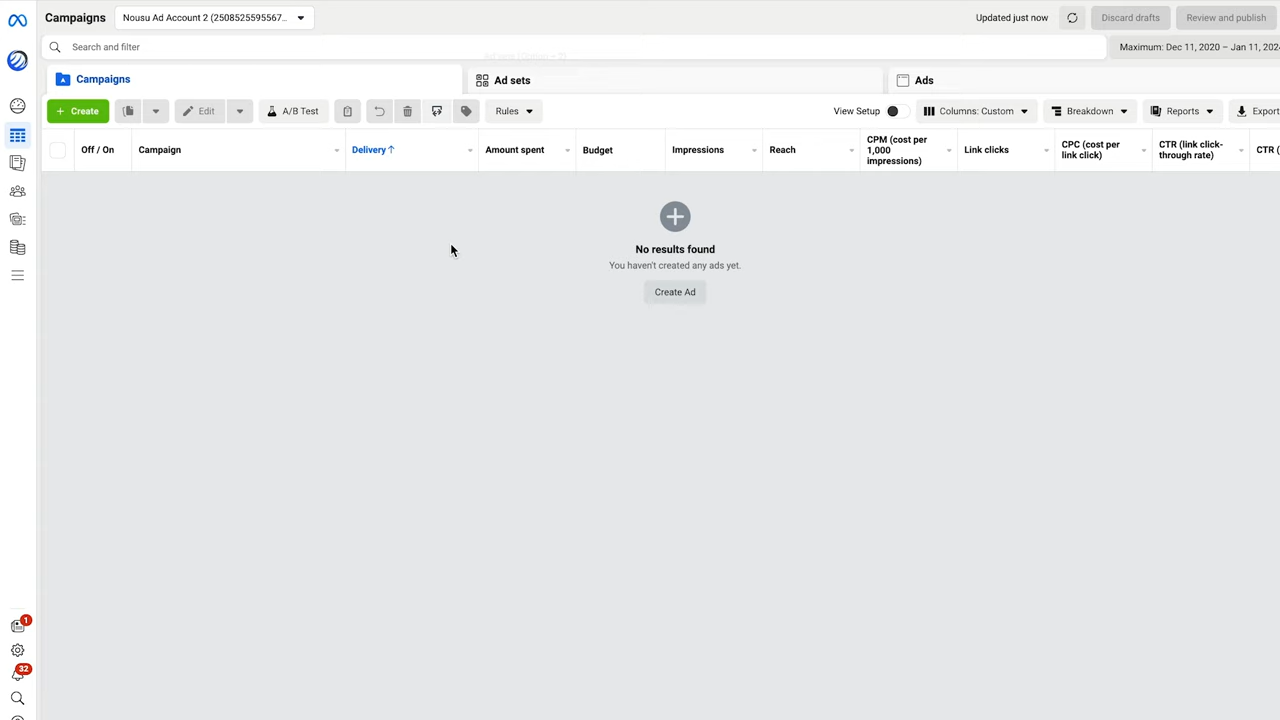 Campaigns
Nousu Ad Account 2 (2508525595567...
Updated just now
Discard drafts
Review and publish
Search and filter
Maximum: Dec 11, 2020 – Jan 11, 202
Campaigns
Ad sets
Ads
+ Create
Edit
A/B Test
Rules
View Setup
Columns: Custom
Breakdown
Reports
Export
Off / On
Campaign
Delivery ↑
Amount spent
Budget
Impressions
Reach
CPM (cost per
1,000
impressions)
Link clicks
CPC (cost per
link click)
CTR (link click-
through rate)
CTR (
No results found
You haven't created any ads yet.
Create Ad
1
32